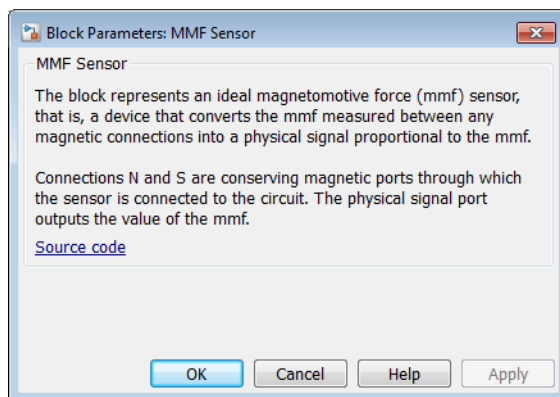 Block Parameters: MMF Sensor
MMF Sensor
The block represents an ideal magnetomotive force (mmf) sensor,
that is, a device that converts the mmf measured between any
magnetic connections into a physical signal proportional to the mmf.
Connections N and S are conserving magnetic ports through which
the sensor is connected to the circuit. The physical signal port
outputs the value of the mmf.
Source code
OK Cancel Help Apply